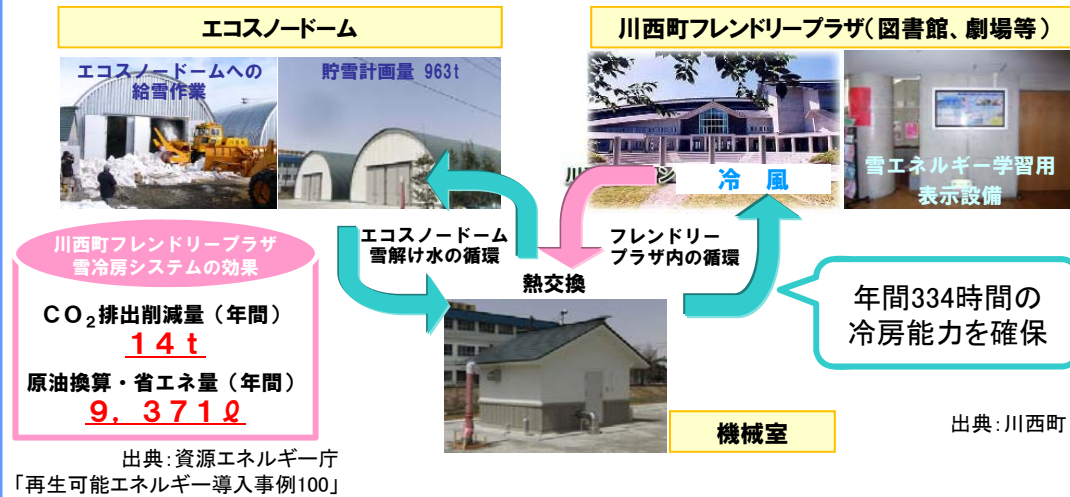 エコスノードーム
川西町フレンドリープラザ(図書館、劇場等)
エコスノードームへの
給雪作業
貯雪計画量 963t
冷 風
雪エネルギー学習用
表示設備
川西町フレンドリープラザ
雪冷房システムの効果
CO₂排出削減量(年間)
14t
原油換算・省エネ量(年間)
9,371ℓ
エコスノードーム
雪解け水の循環
フレンドリー
プラザ内の循環
熱交換
年間334時間の
冷房能力を確保
機械室
出典:川西町
出典:資源エネルギー庁
「再生可能エネルギー導入事例100」